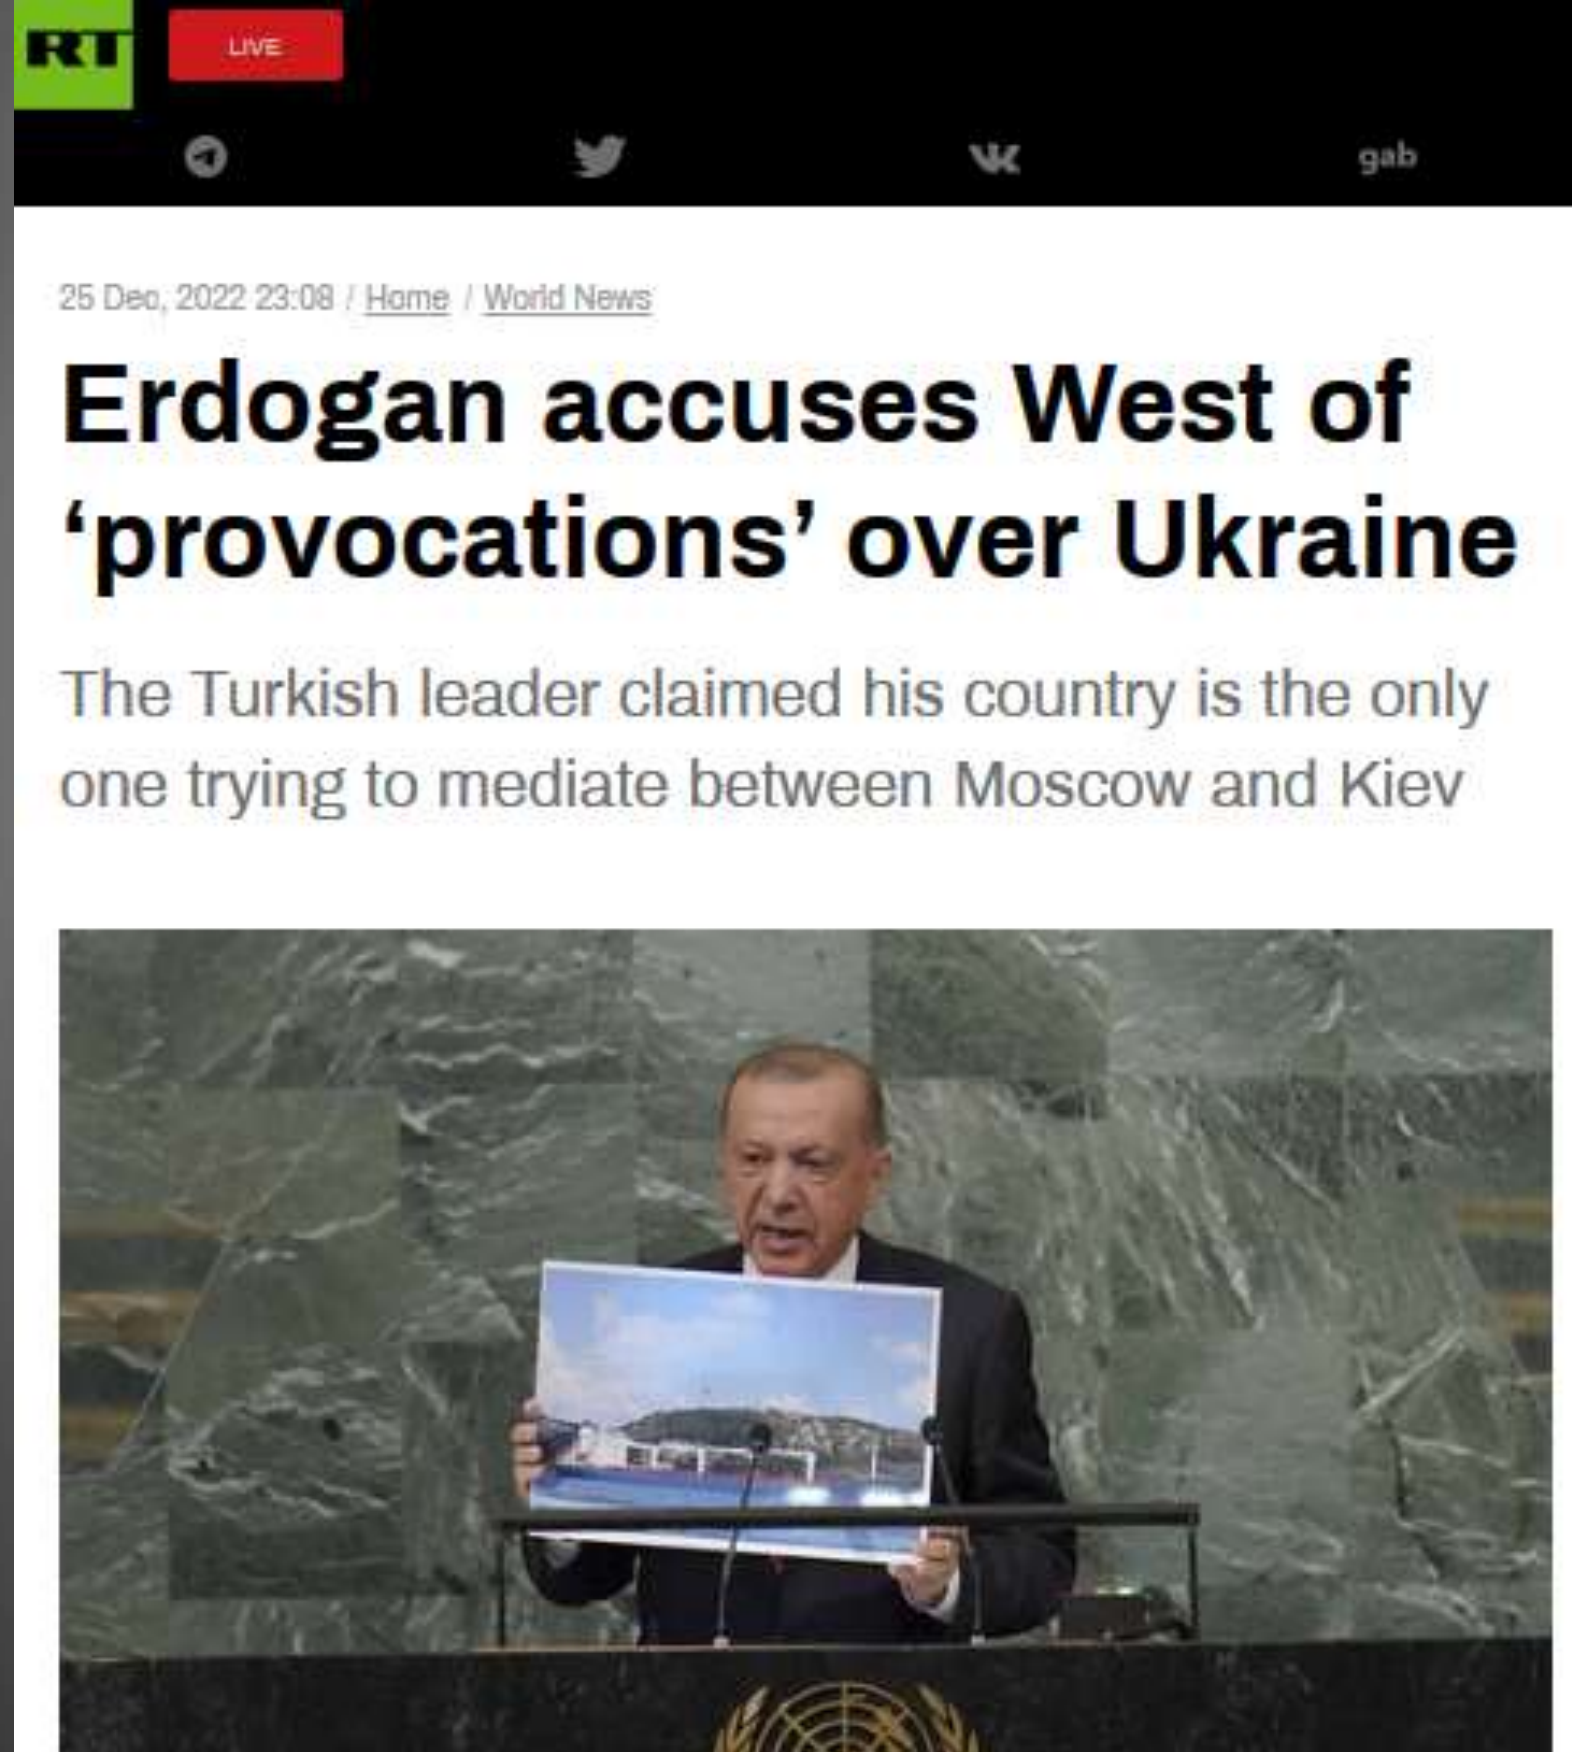 RT
LIVE
gab
25 Dec, 2022 23:08 / Home / World News
Erdogan accuses West of
‘provocations’ over Ukraine
The Turkish leader claimed his country is the only
one trying to mediate between Moscow and Kiev